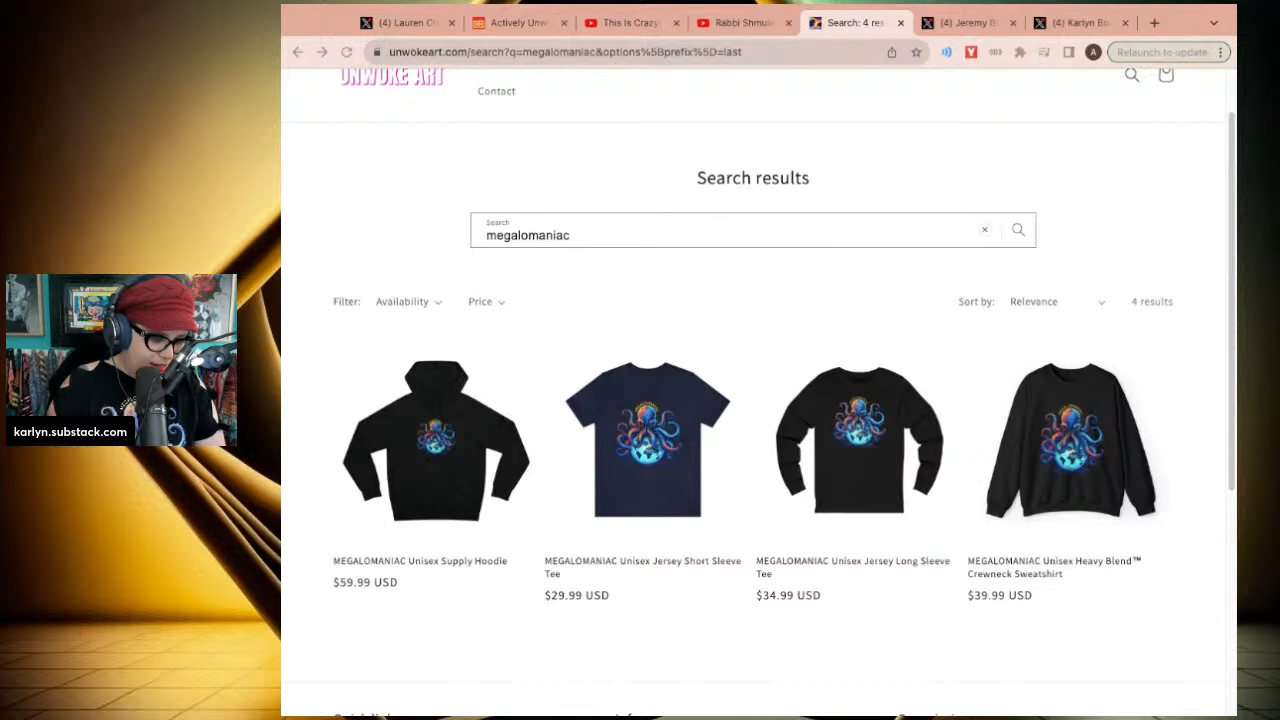 (4) Lauren Ch
Actively Unw
This Is Crazy
Rabbi Shmule
Search: 4 res
(4) Jeremy B
(4) Karlyn Bo
unwokeart.com/search?q=megalomaniac&options%5Bprefix%5D=last
A
Relaunch to update
UNWOKE ART
Contact
Search results
Search
megalomaniac
Filter: Availability Price
Sort by: Relevance 4 results
karlyn.substack.com
MEGALOMANIAC Unisex Supply Hoodie
$59.99 USD
MEGALOMANIAC Unisex Jersey Short Sleeve
Tee
$29.99 USD
MEGALOMANIAC Unisex Jersey Long Sleeve
Tee
$34.99 USD
MEGALOMANIAC Unisex Heavy Blend™
Crewneck Sweatshirt
$39.99 USD